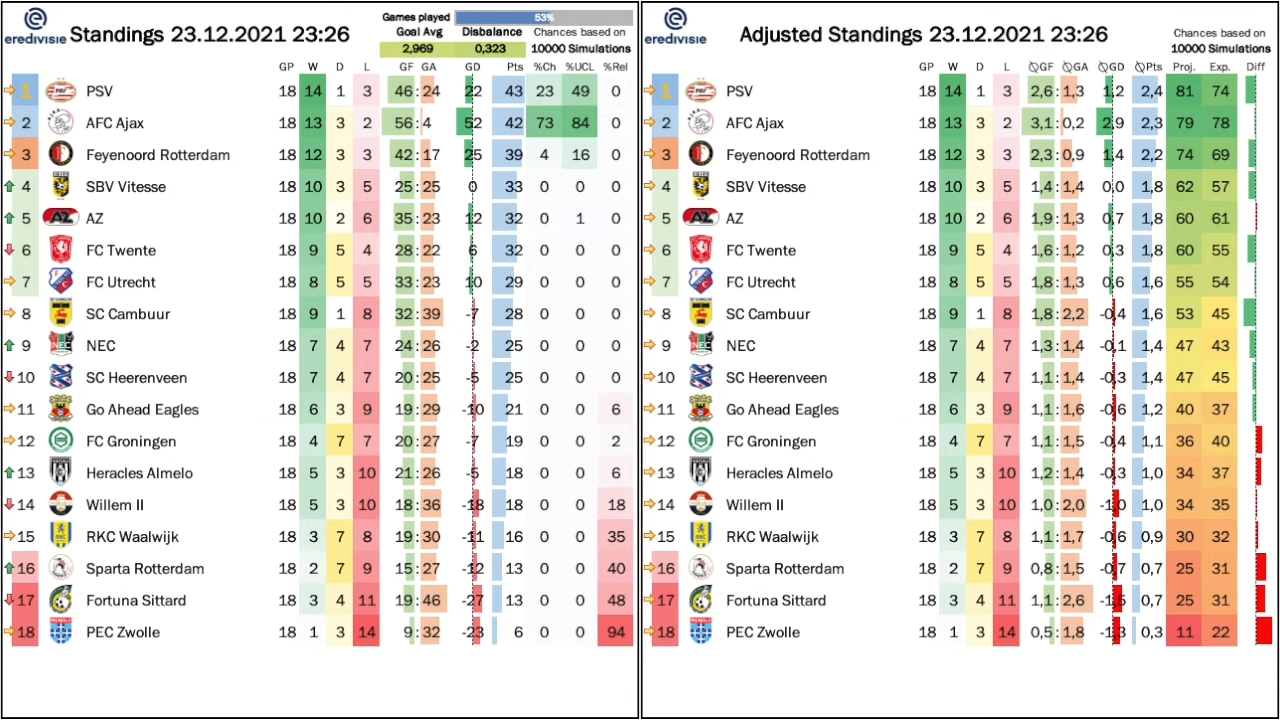 Games played 53%
eredivisie Standings 23.12.2021 23:26
Goal Avg Disbalance Chances based on
2,969 0,323 10000 Simulations
GP W D L GF GA GD Pts %Ch %UCL %Rel
1 PSV 18 14 1 3 46 : 24 22 43 23 49 0
2 AFC Ajax 18 13 3 2 56 : 4 52 42 73 84 0
3 Feyenoord Rotterdam 18 12 3 3 42 : 17 25 39 4 16 0
4 SBV Vitesse 18 10 3 5 25 : 25 0 33 0 0 0
5 AZ 18 10 2 6 35 : 23 12 32 0 1 0
6 FC Twente 18 9 5 4 28 : 22 6 32 0 0 0
7 FC Utrecht 18 8 5 5 33 : 23 10 29 0 0 0
8 SC Cambuur 18 9 1 8 32 : 39 -7 28 0 0 0
9 NEC 18 7 4 7 24 : 26 -2 25 0 0 0
10 SC Heerenveen 18 7 4 7 20 : 25 -5 25 0 0 0
11 Go Ahead Eagles 18 6 3 9 19 : 29 -10 21 0 0 6
12 FC Groningen 18 4 7 7 20 : 27 -7 19 0 0 2
13 Heracles Almelo 18 5 3 10 21 : 26 -5 18 0 0 6
14 Willem II 18 5 3 10 18 : 36 -18 18 0 0 18
15 RKC Waalwijk 18 3 7 8 19 : 30 -11 16 0 0 35
16 Sparta Rotterdam 18 2 7 9 15 : 27 -12 13 0 0 40
17 Fortuna Sittard 18 3 4 11 19 : 46 -27 13 0 0 48
18 PEC Zwolle 18 1 3 14 9 : 32 -23 6 0 0 94
eredivisie Adjusted Standings 23.12.2021 23:26
Chances based on
10000 Simulations
GP W D L ∅GF ∅GA ∅GD ∅Pts Proj. Exp. Diff
1 PSV 18 14 1 3 2,6 : 1,3 1,2 2,4 81 74
2 AFC Ajax 18 13 3 2 3,1 : 0,2 2,9 2,3 79 78
3 Feyenoord Rotterdam 18 12 3 3 2,3 : 0,9 1,4 2,2 74 69
4 SBV Vitesse 18 10 3 5 1,4 : 1,4 0,0 1,8 62 57
5 AZ 18 10 2 6 1,9 : 1,3 0,7 1,8 60 61
6 FC Twente 18 9 5 4 1,6 : 1,2 0,3 1,8 60 55
7 FC Utrecht 18 8 5 5 1,8 : 1,3 0,6 1,6 55 54
8 SC Cambuur 18 9 1 8 1,8 : 2,2 -0,4 1,6 53 45
9 NEC 18 7 4 7 1,3 : 1,4 -0,1 1,4 47 43
10 SC Heerenveen 18 7 4 7 1,1 : 1,4 -0,3 1,4 47 45
11 Go Ahead Eagles 18 6 3 9 1,1 : 1,6 -0,6 1,2 40 37
12 FC Groningen 18 4 7 7 1,1 : 1,5 -0,4 1,1 36 40
13 Heracles Almelo 18 5 3 10 1,2 : 1,4 -0,3 1,0 34 37
14 Willem II 18 5 3 10 1,0 : 2,0 -1,0 1,0 34 34
15 RKC Waalwijk 18 3 7 8 1,1 : 1,7 -0,6 0,9 30 32
16 Sparta Rotterdam 18 2 7 9 0,8 : 1,5 -0,7 0,7 25 31
17 Fortuna Sittard 18 3 4 11 1,1 : 2,6 -1,5 0,7 25 31
18 PEC Zwolle 18 1 3 14 0,5 : 1,8 -1,3 0,3 11 22